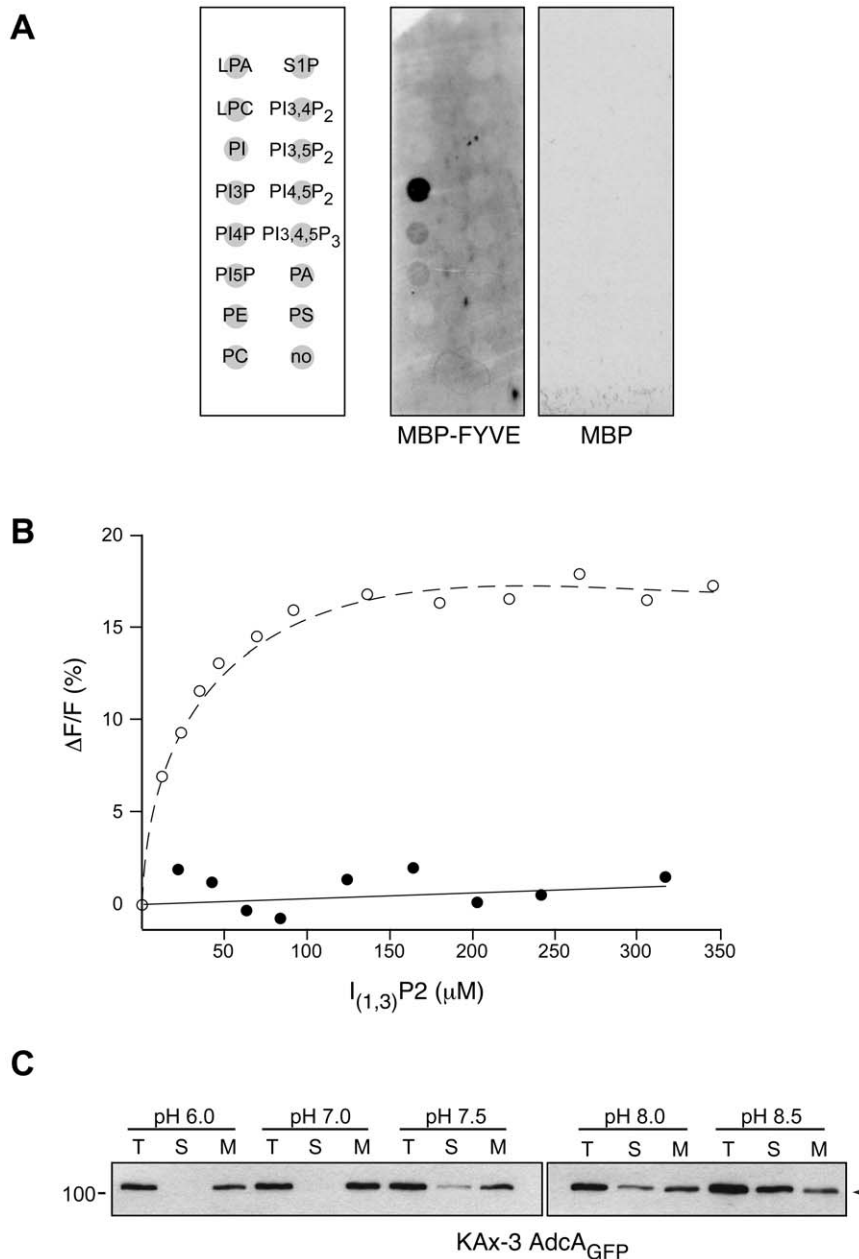 A
LPA S1P
LPC PI3,4P2
PI PI3,5P2
PI3P PI4,5P2
PI4P PI3,4,5P3
PI5P PA
PE PS
PC no
MBP-FYVE MBP
B
20
15
10
5
0
ΔF/F (%)
50 100 150 200 250 300 350
I(1,3)P2 (μM)
C
pH 6.0 pH 7.0 pH 7.5 pH 8.0 pH 8.5
T S M T S M T S M T S M T S M
100-
KAx-3 AdcAGFP